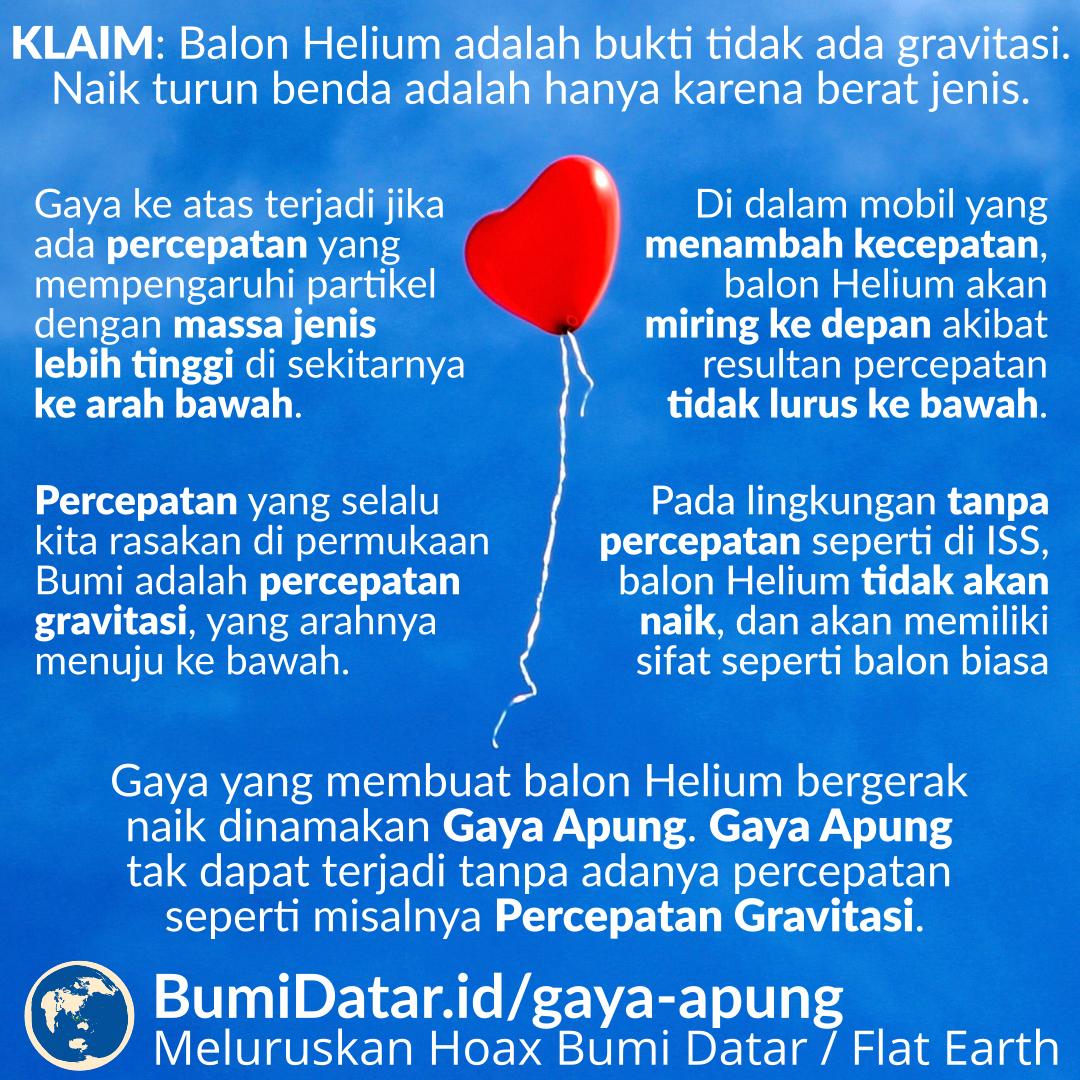 KLAIM: Balon Helium adalah bukti tidak ada gravitasi.
Naik turun benda adalah hanya karena berat jenis.
Gaya ke atas terjadi jika
ada percepatan yang
mempengaruhi partikel
dengan massa jenis
lebih tinggi di sekitarnya
ke arah bawah.
Di dalam mobil yang
menambah kecepatan,
balon Helium akan
miring ke depan akibat
resultan percepatan
tidak lurus ke bawah.
Percepatan yang selalu
kita rasakan di permukaan
Bumi adalah percepatan
gravitasi, yang arahnya
menuju ke bawah.
Pada lingkungan tanpa
percepatan seperti di ISS,
balon Helium tidak akan
naik, dan akan memiliki
sifat seperti balon biasa
Gaya yang membuat balon Helium bergerak
naik dinamakan Gaya Apung. Gaya Apung
tak dapat terjadi tanpa adanya percepatan
seperti misalnya Percepatan Gravitasi.
BumiDatar.id/gaya-apung
Meluruskan Hoax Bumi Datar / Flat Earth